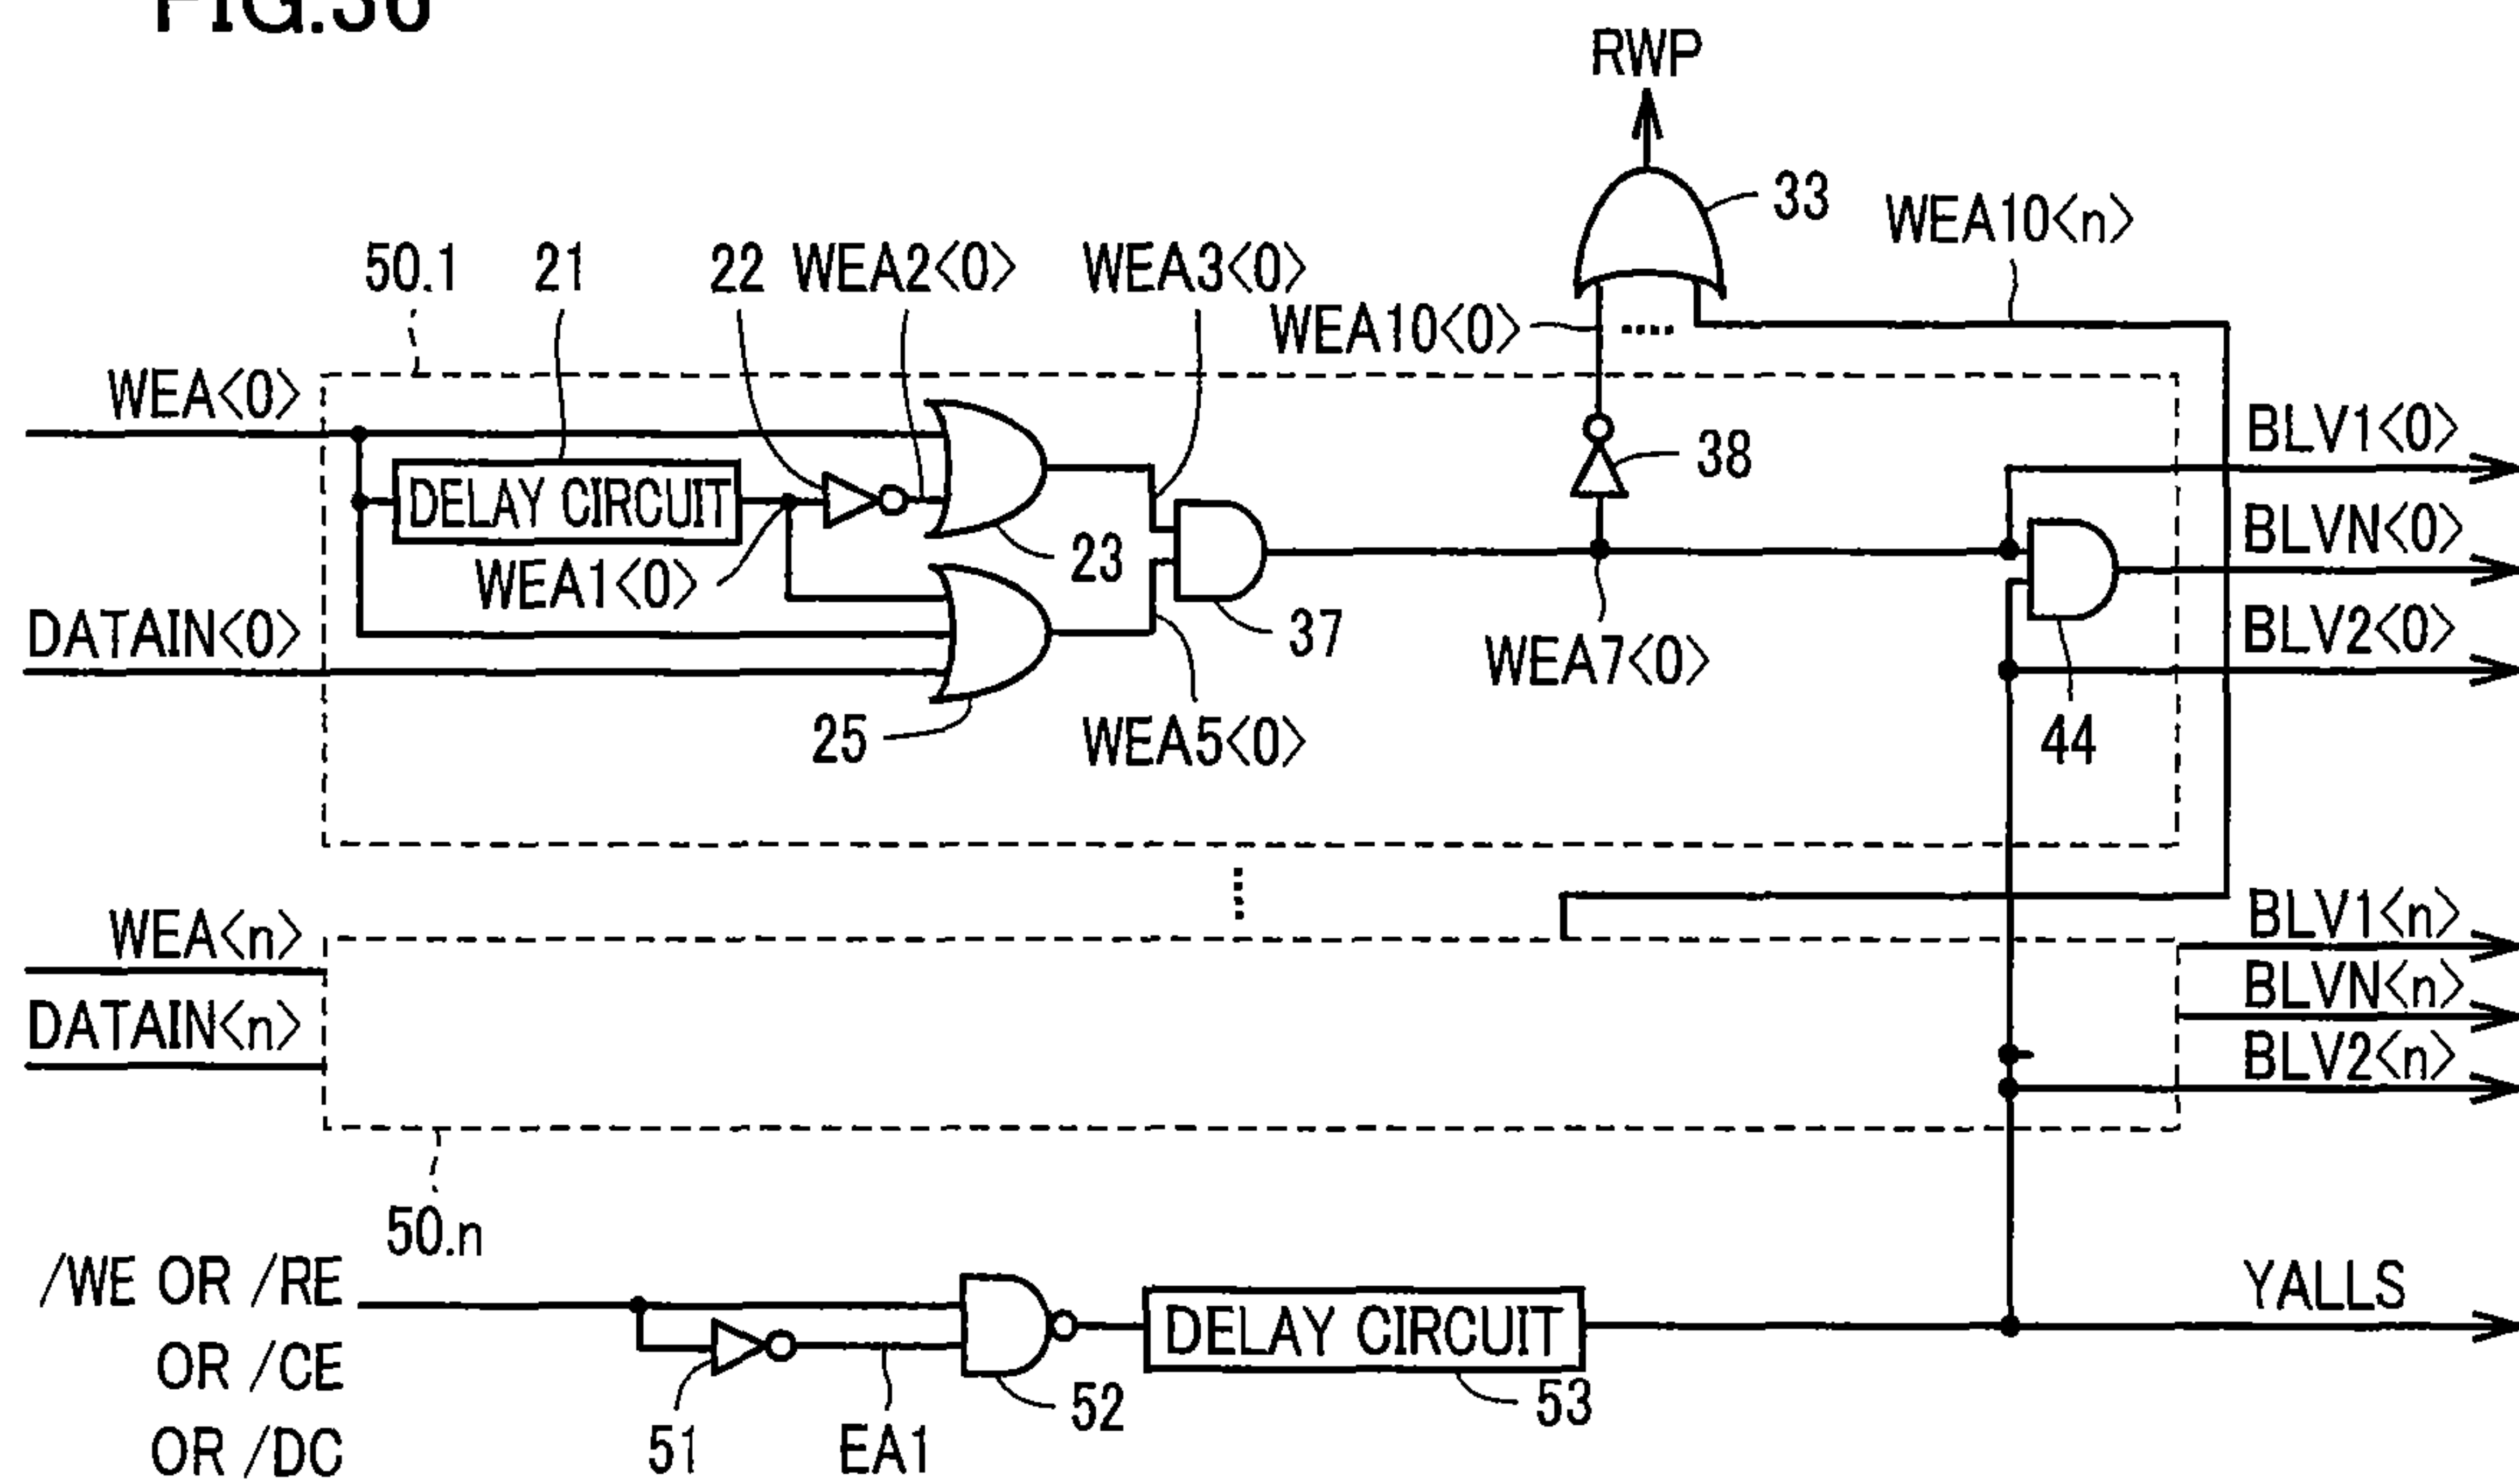 FIG.36
RWP
33
WEA10<n>
50.1
21
22
WEA2<0>
WEA3<0>
WEA10<0>
WEA<0>
38
BLV1<0>
DELAY CIRCUIT
BLVN<0>
23
WEA1<0>
DATAIN<0>
37
WEA7<0>
BLV2<0>
25
WEA5<0>
44
WEA<n>
BLV1<n>
BLVN<n>
DATAIN<n>
BLV2<n>
50.n
/WE OR /RE
OR /CE
OR /DC
YALLS
DELAY CIRCUIT
51
EA1
52
53